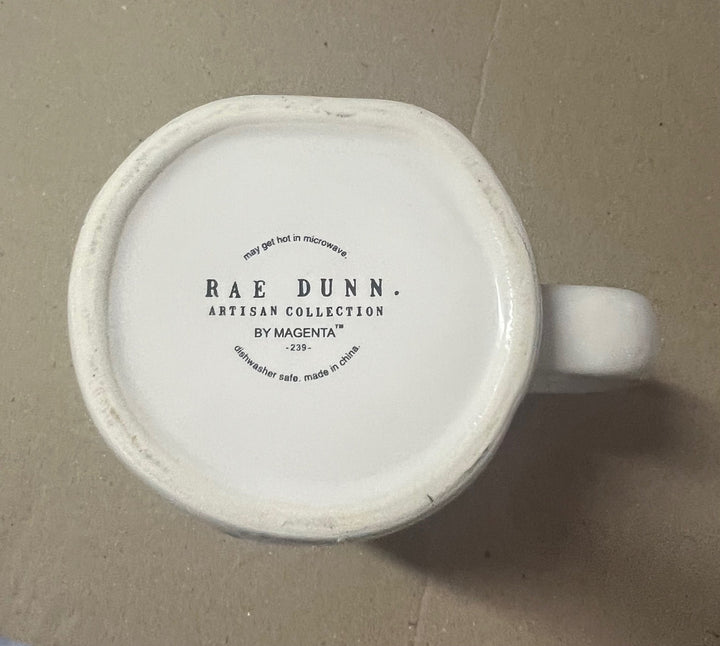 may get hot in microwave.
RAE DUNN.
ARTISAN COLLECTION
BY MAGENTA™
-239-
dishwasher safe. made in china.